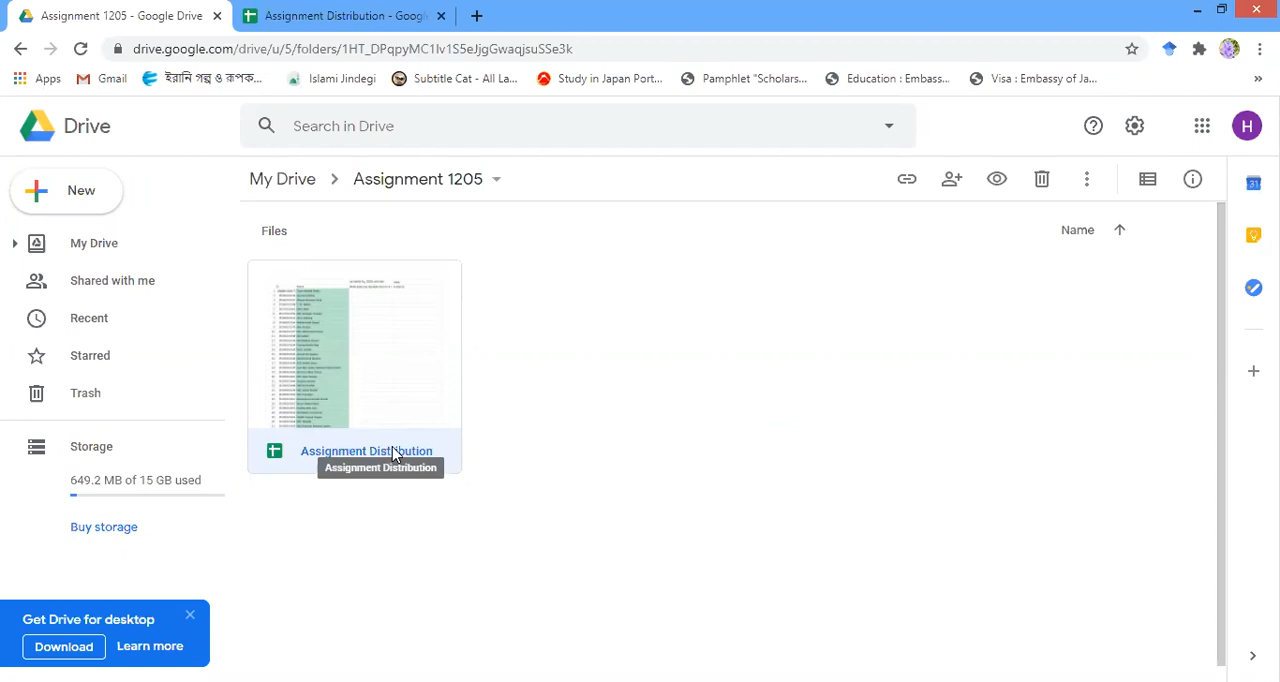 Assignment 1205 - Google Drive
Assignment Distribution - Googl
drive.google.com/drive/u/5/folders/1HT_DPqpyMC1Iv1S5eJjgGwaqjsuSSe3k
Apps
Gmail
ইরানি গল্প ও রূপক...
Islami Jindegi
Subtitle Cat - All La...
Study in Japan Port...
Pamphlet "Scholars...
Education : Embass...
Visa : Embassy of Ja...
»
Drive
Search in Drive
H
New
My Drive
Assignment 1205
My Drive
Shared with me
Recent
Starred
Trash
Storage
649.2 MB of 15 GB used
Buy storage
Files
Name
Assignment Distribution
Assignment Distribution
31
Get Drive for desktop
Download
Learn more